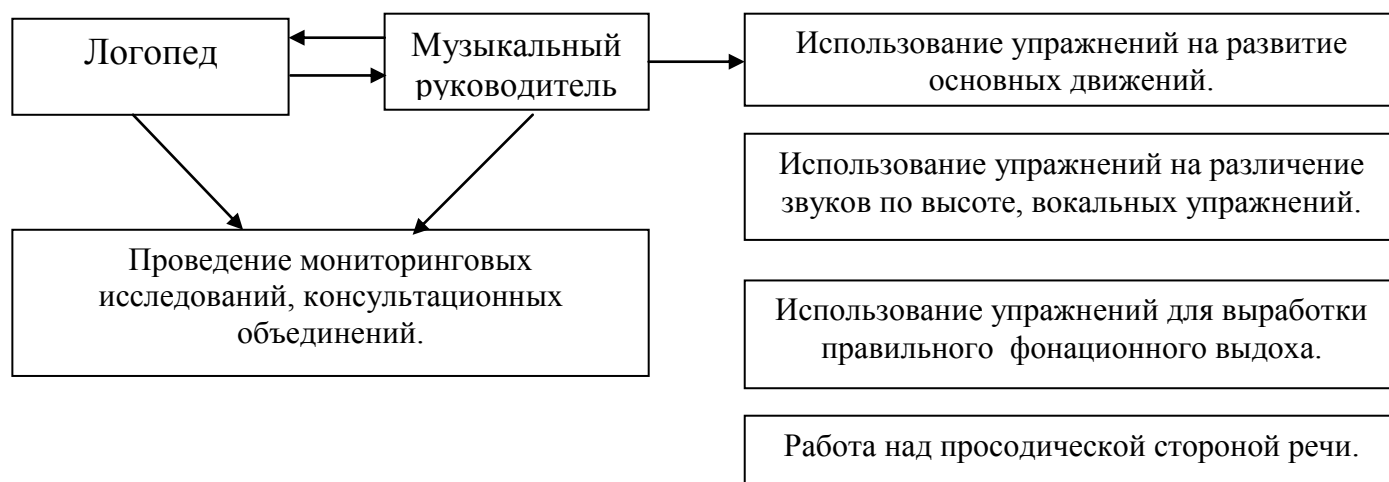 Логопед
Музыкальный
руководитель
Использование упражнений на развитие
основных движений.
Использование упражнений на различение
звуков по высоте, вокальных упражнений.
Проведение мониторинговых
исследований, консультационных
объединений.
Использование упражнений для выработки
правильного фонационного выдоха.
Работа над просодической стороной речи.